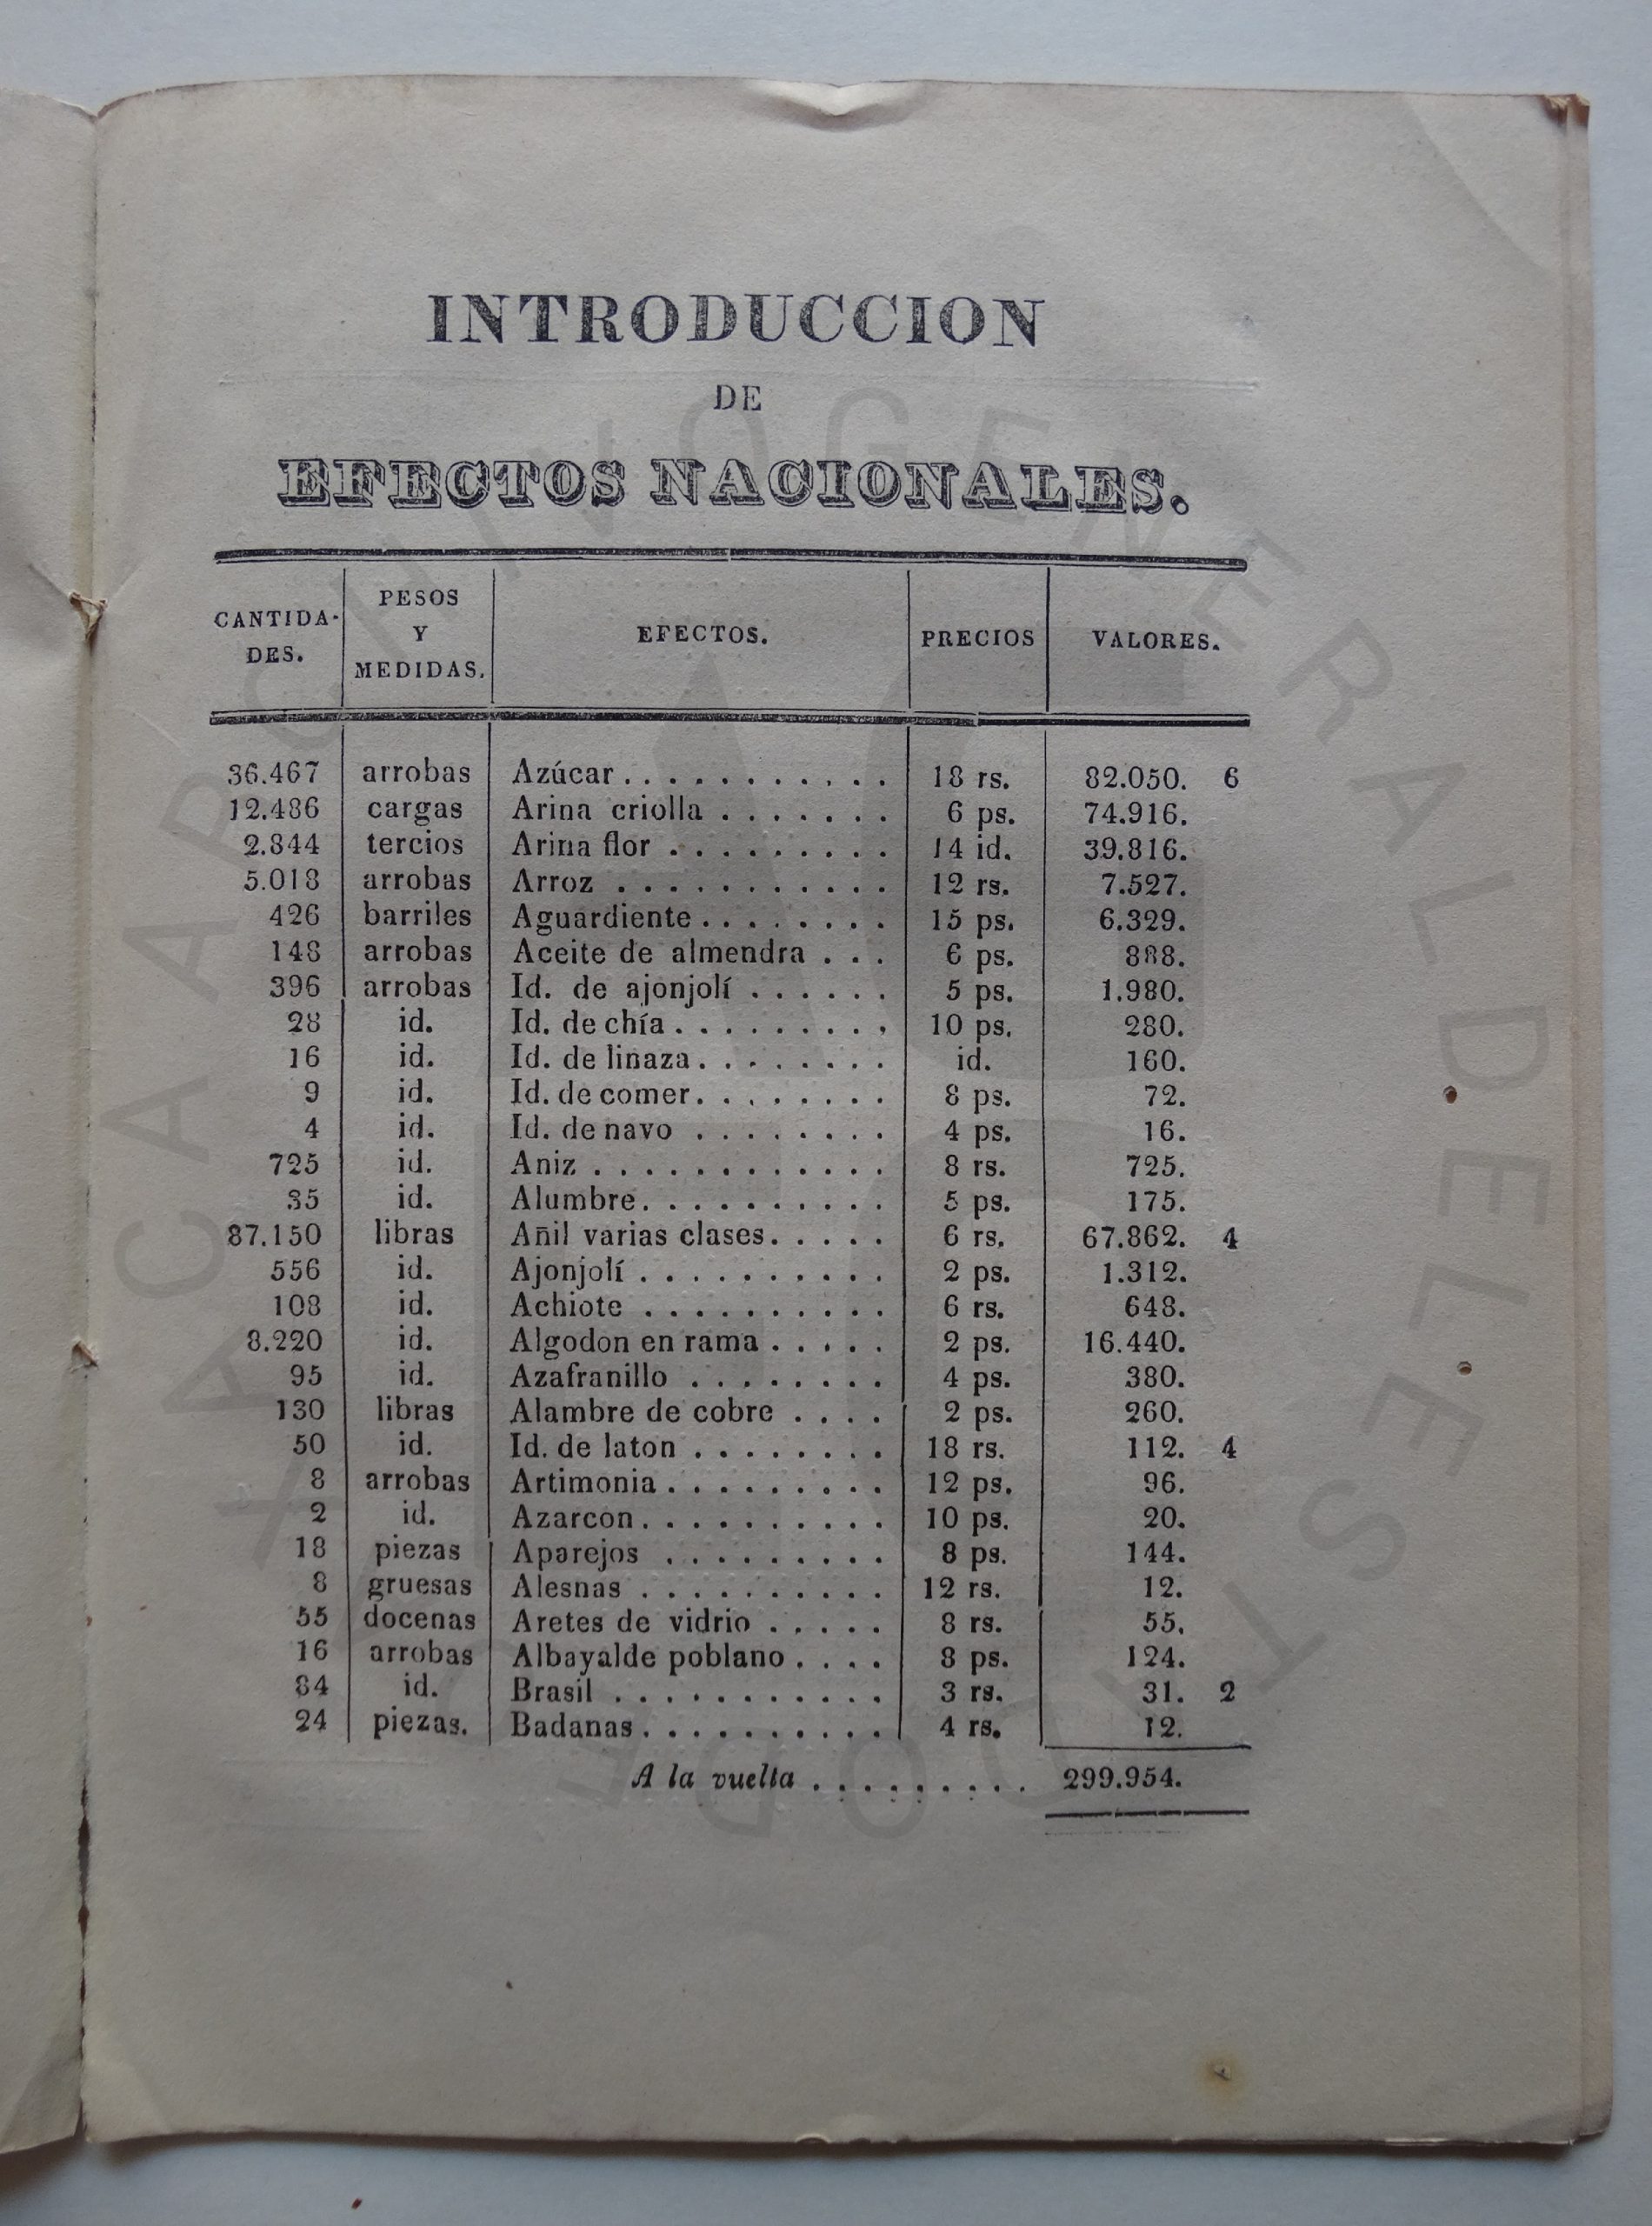 INTRODUCCION
DE
EFECTOS NACIONALES.
CANTIDA-
DES.
PESOS
Y
MEDIDAS.
EFECTOS.
PRECIOS
VALORES.
36.467 arrobas Azúcar. . . . . . . . . . . . 18 rs. 82.050. 6
12.486 cargas Arina criolla . . . . . . . 6 ps. 74.916.
2.844 tercios Arina flor . . . . . . . . . 14 id. 39.816.
5.018 arrobas Arroz . . . . . . . . . . . 12 rs. 7.527.
426 barriles Aguardiente. . . . . . . . 15 ps. 6.329.
148 arrobas Aceite de almendra . . . 6 ps. 888.
396 arrobas Id. de ajonjolí . . . . . . 5 ps. 1.980.
28 id. Id. de chía. . . . . . . . . , 10 ps. 280.
16 id. Id. de linaza. . . . . . . . id. 160.
9 id. Id. de comer. . . . . . . . 8 ps. 72.
4 id. Id. de navo . . . . . . . . 4 ps. 16.
725 id. Aniz . . . . . . . . . . . . 8 rs. 725.
35 id. Alumbre. . . . . . . . . . 5 ps. 175.
87.150 libras Añil varias clases. . . . . 6 rs. 67.862. 4
556 id. Ajonjolí . . . . . . . . . . 2 ps. 1.312.
108 id. Achiote . . . . . . . . . . 6 rs. 648.
8.220 id. Algodon en rama . . . . . 2 ps. 16.440.
95 id. Azafranillo . . . . . . . . 4 ps. 380.
130 libras Alambre de cobre . . . . 2 ps. 260.
50 id. Id. de laton . . . . . . . . 18 rs. 112. 4
8 arrobas Artimonia. . . . . . . . . 12 ps. 96.
2 id. Azarcon. . . . . . . . . . 10 ps. 20.
18 piezas Aparejos . . . . . . . . . 8 ps. 144.
8 gruesas Alesnas . . . . . . . . . . 12 rs. 12.
55 docenas Aretes de vidrio . . . . . 8 rs. 55.
16 arrobas Albayalde poblano . . . . 8 ps. 124.
84 id. Brasil . . . . . . . . . . . 3 rs. 31. 2
24 piezas. Badanas. . . . . . . . . . 4 rs. 12.
A la vuelta . . . . . . . . . 299.954.